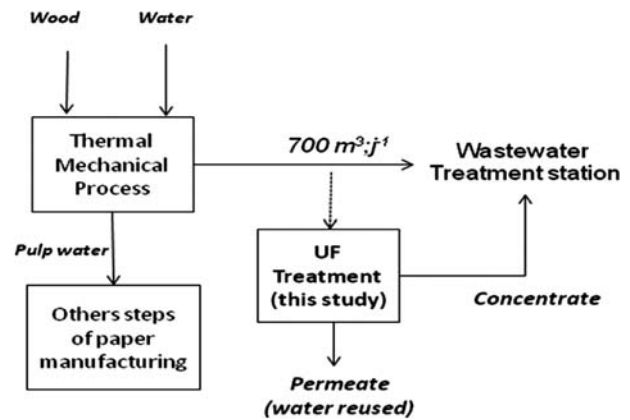 Wood
Water
Thermal
Mechanical
Process
700 m³.j⁻¹
Wastewater
Treatment station
Pulp water
UF
Treatment
(this study)
Concentrate
Others steps
of paper
manufacturing
Permeate
(water reused)